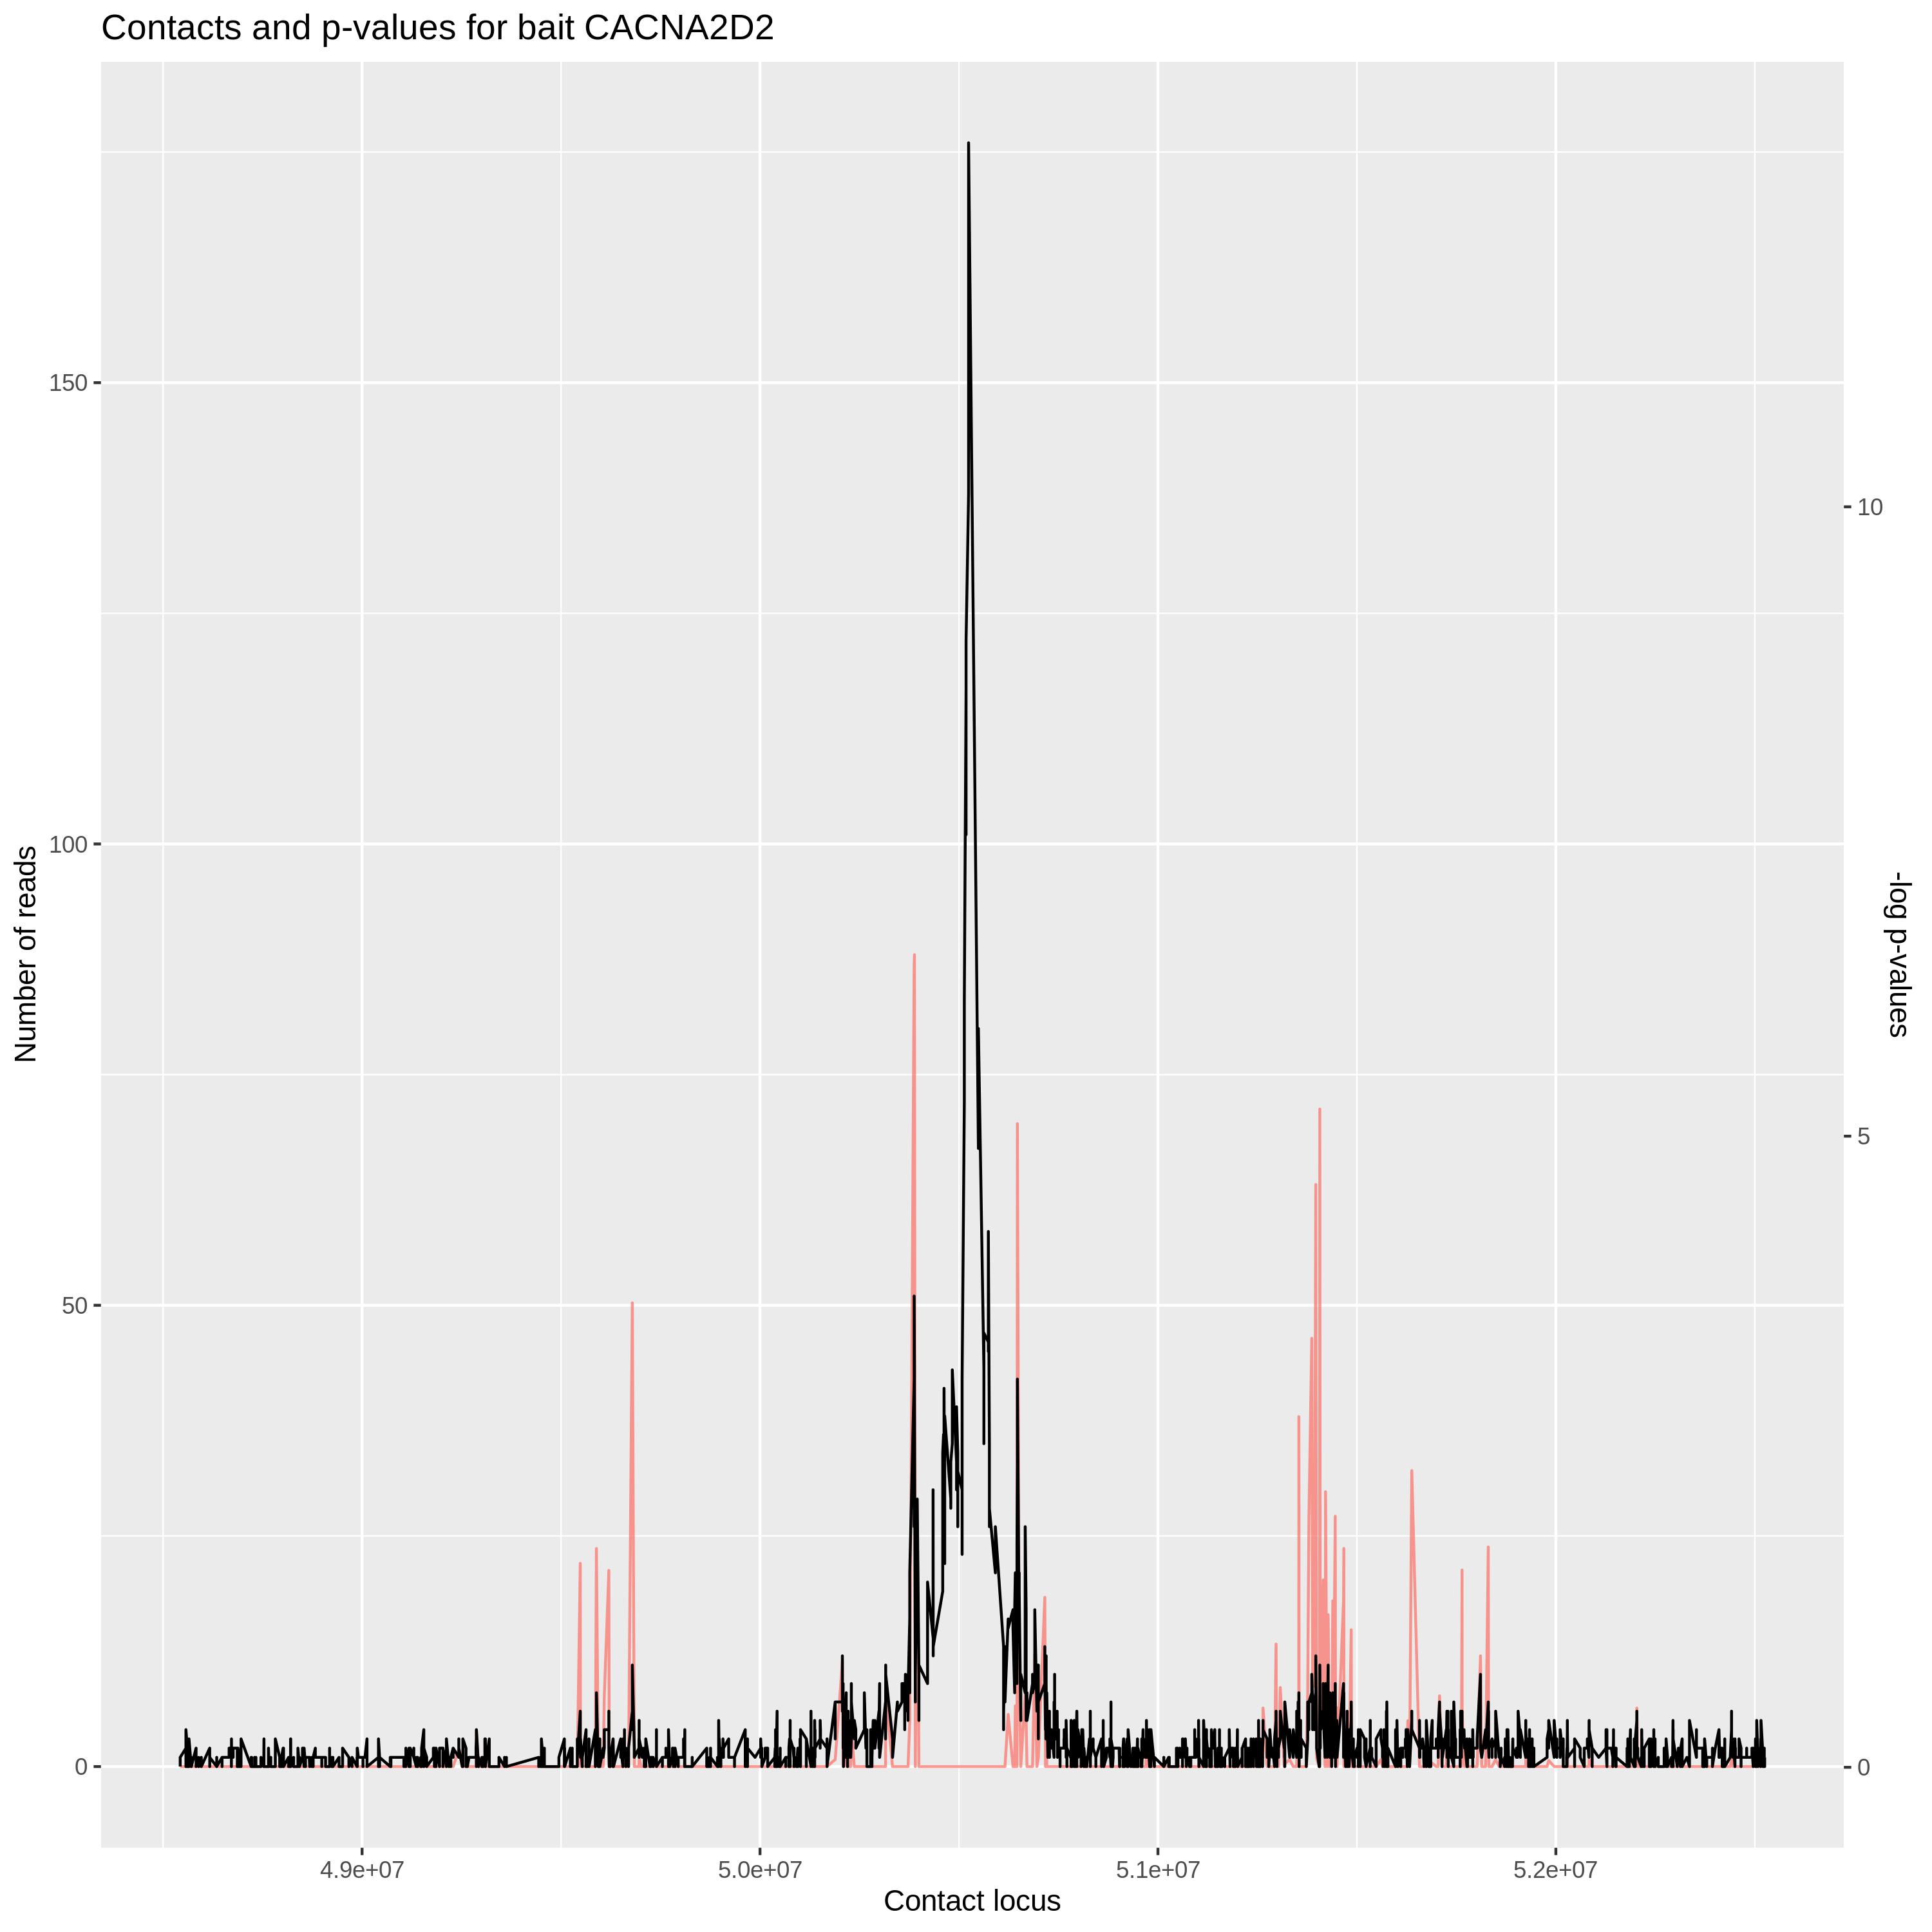 Contacts and p-values for bait CACNA2D2
Number of reads
150
100
50
0
10
5
0
-log p-values
4.9e+07
5.0e+07
5.1e+07
5.2e+07
Contact locus